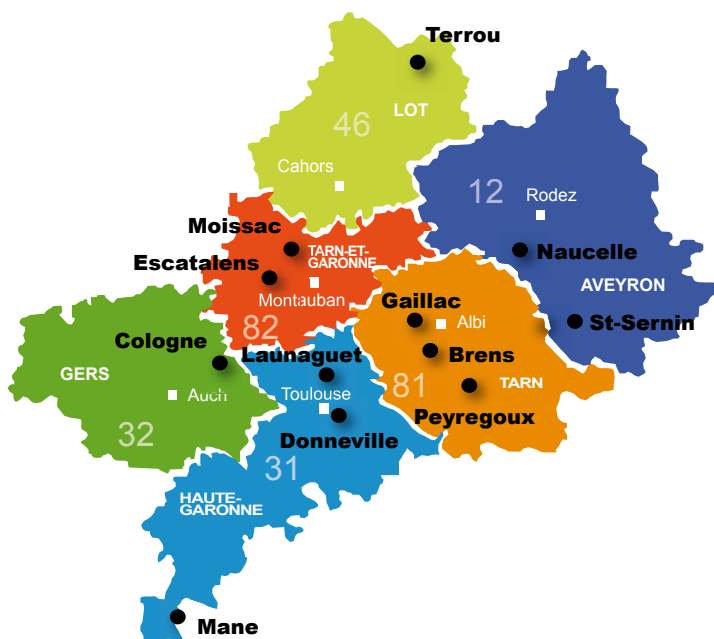 Terrou
LOT
46
Cahors
12
Rodez
Moissac
TARN-ET-
GARONNE
Naucelle
Escatalens
AVEYRON
Montauban
Gaillac
Albi
St-Sernin
82
Cologne
Launaguet
Brens
GERS
Auch
Toulouse
81
TARN
Peyregoux
32
Donneville
31
HAUTE-
GARONNE
Mane